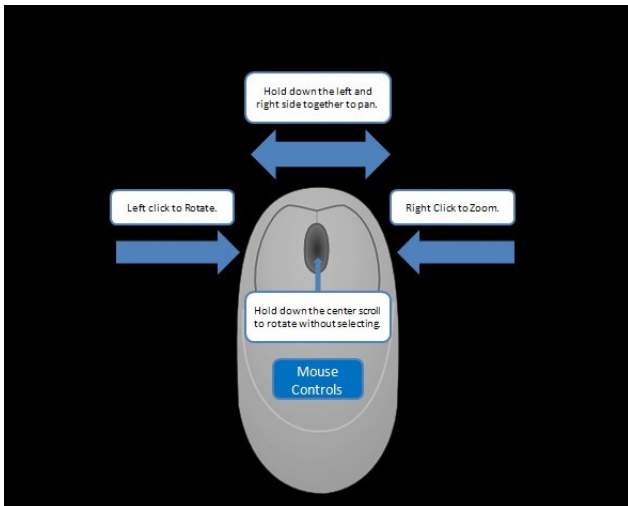 Hold down the left and
right side together to pan.
Left click to Rotate.
Right Click to Zoom.
Hold down the center scroll
to rotate without selecting.
Mouse
Controls